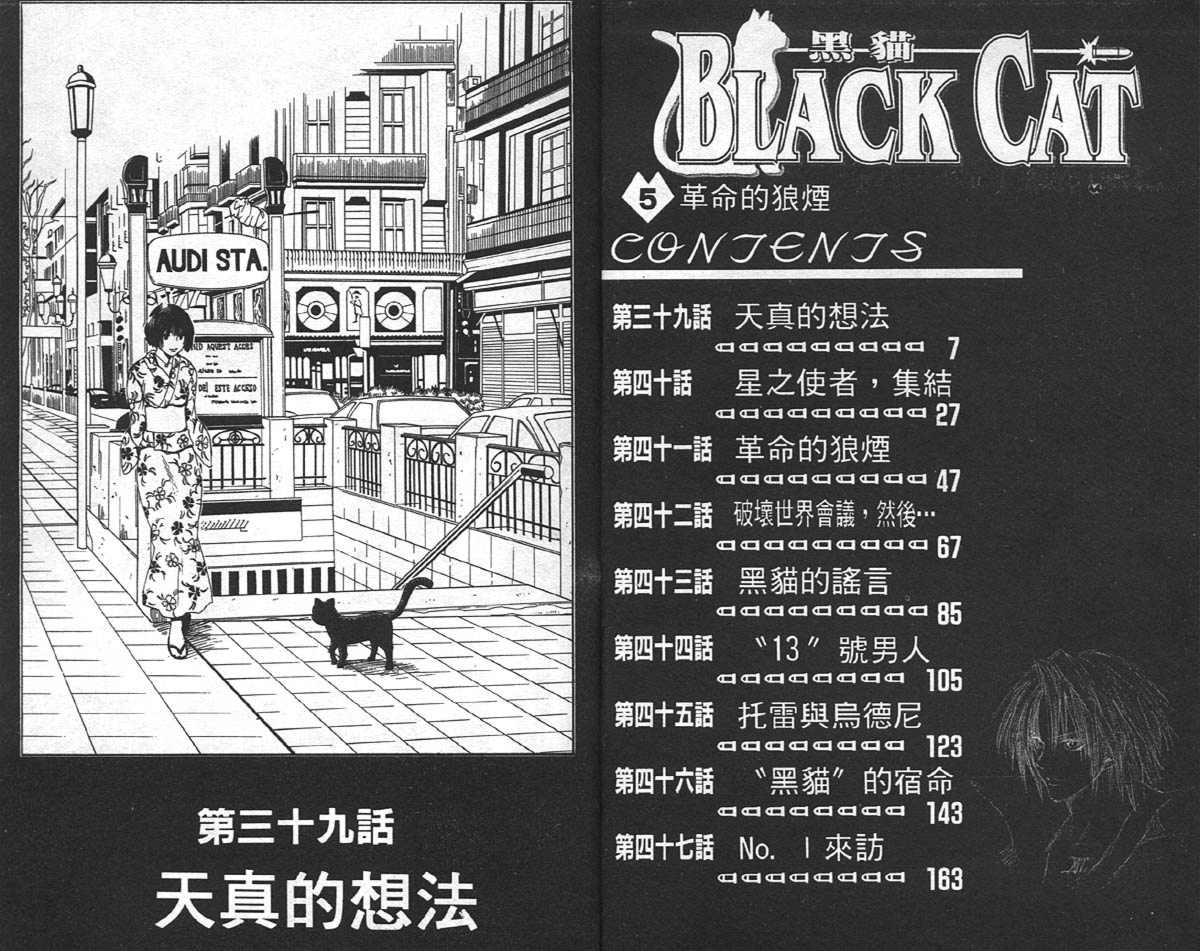 AUDI STA.
AQUEST ACCES
ESTE ACCESO
第三十九話
天真的想法
黑貓
BLACK CAT
5 革命的狼煙
CONTENTS
第三十九話 天真的想法
7
第四十話 星之使者，集結
27
第四十一話 革命的狼煙
47
第四十二話 破壞世界會議，然後…
67
第四十三話 黑貓的謠言
85
第四十四話 〝13〞號男人
105
第四十五話 托雷與烏德尼
123
第四十六話 〝黑貓〞的宿命
143
第四十七話 No. I 來訪
163